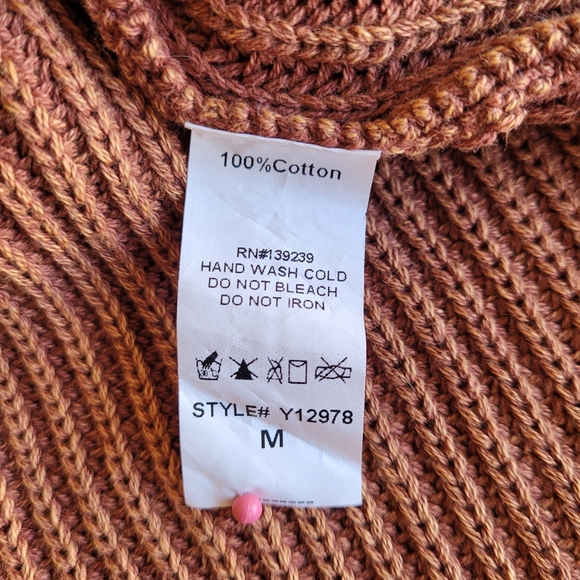 100%Cotton
RN#139239
HAND WASH COLD
DO NOT BLEACH
DO NOT IRON
STYLE# Y12978
M